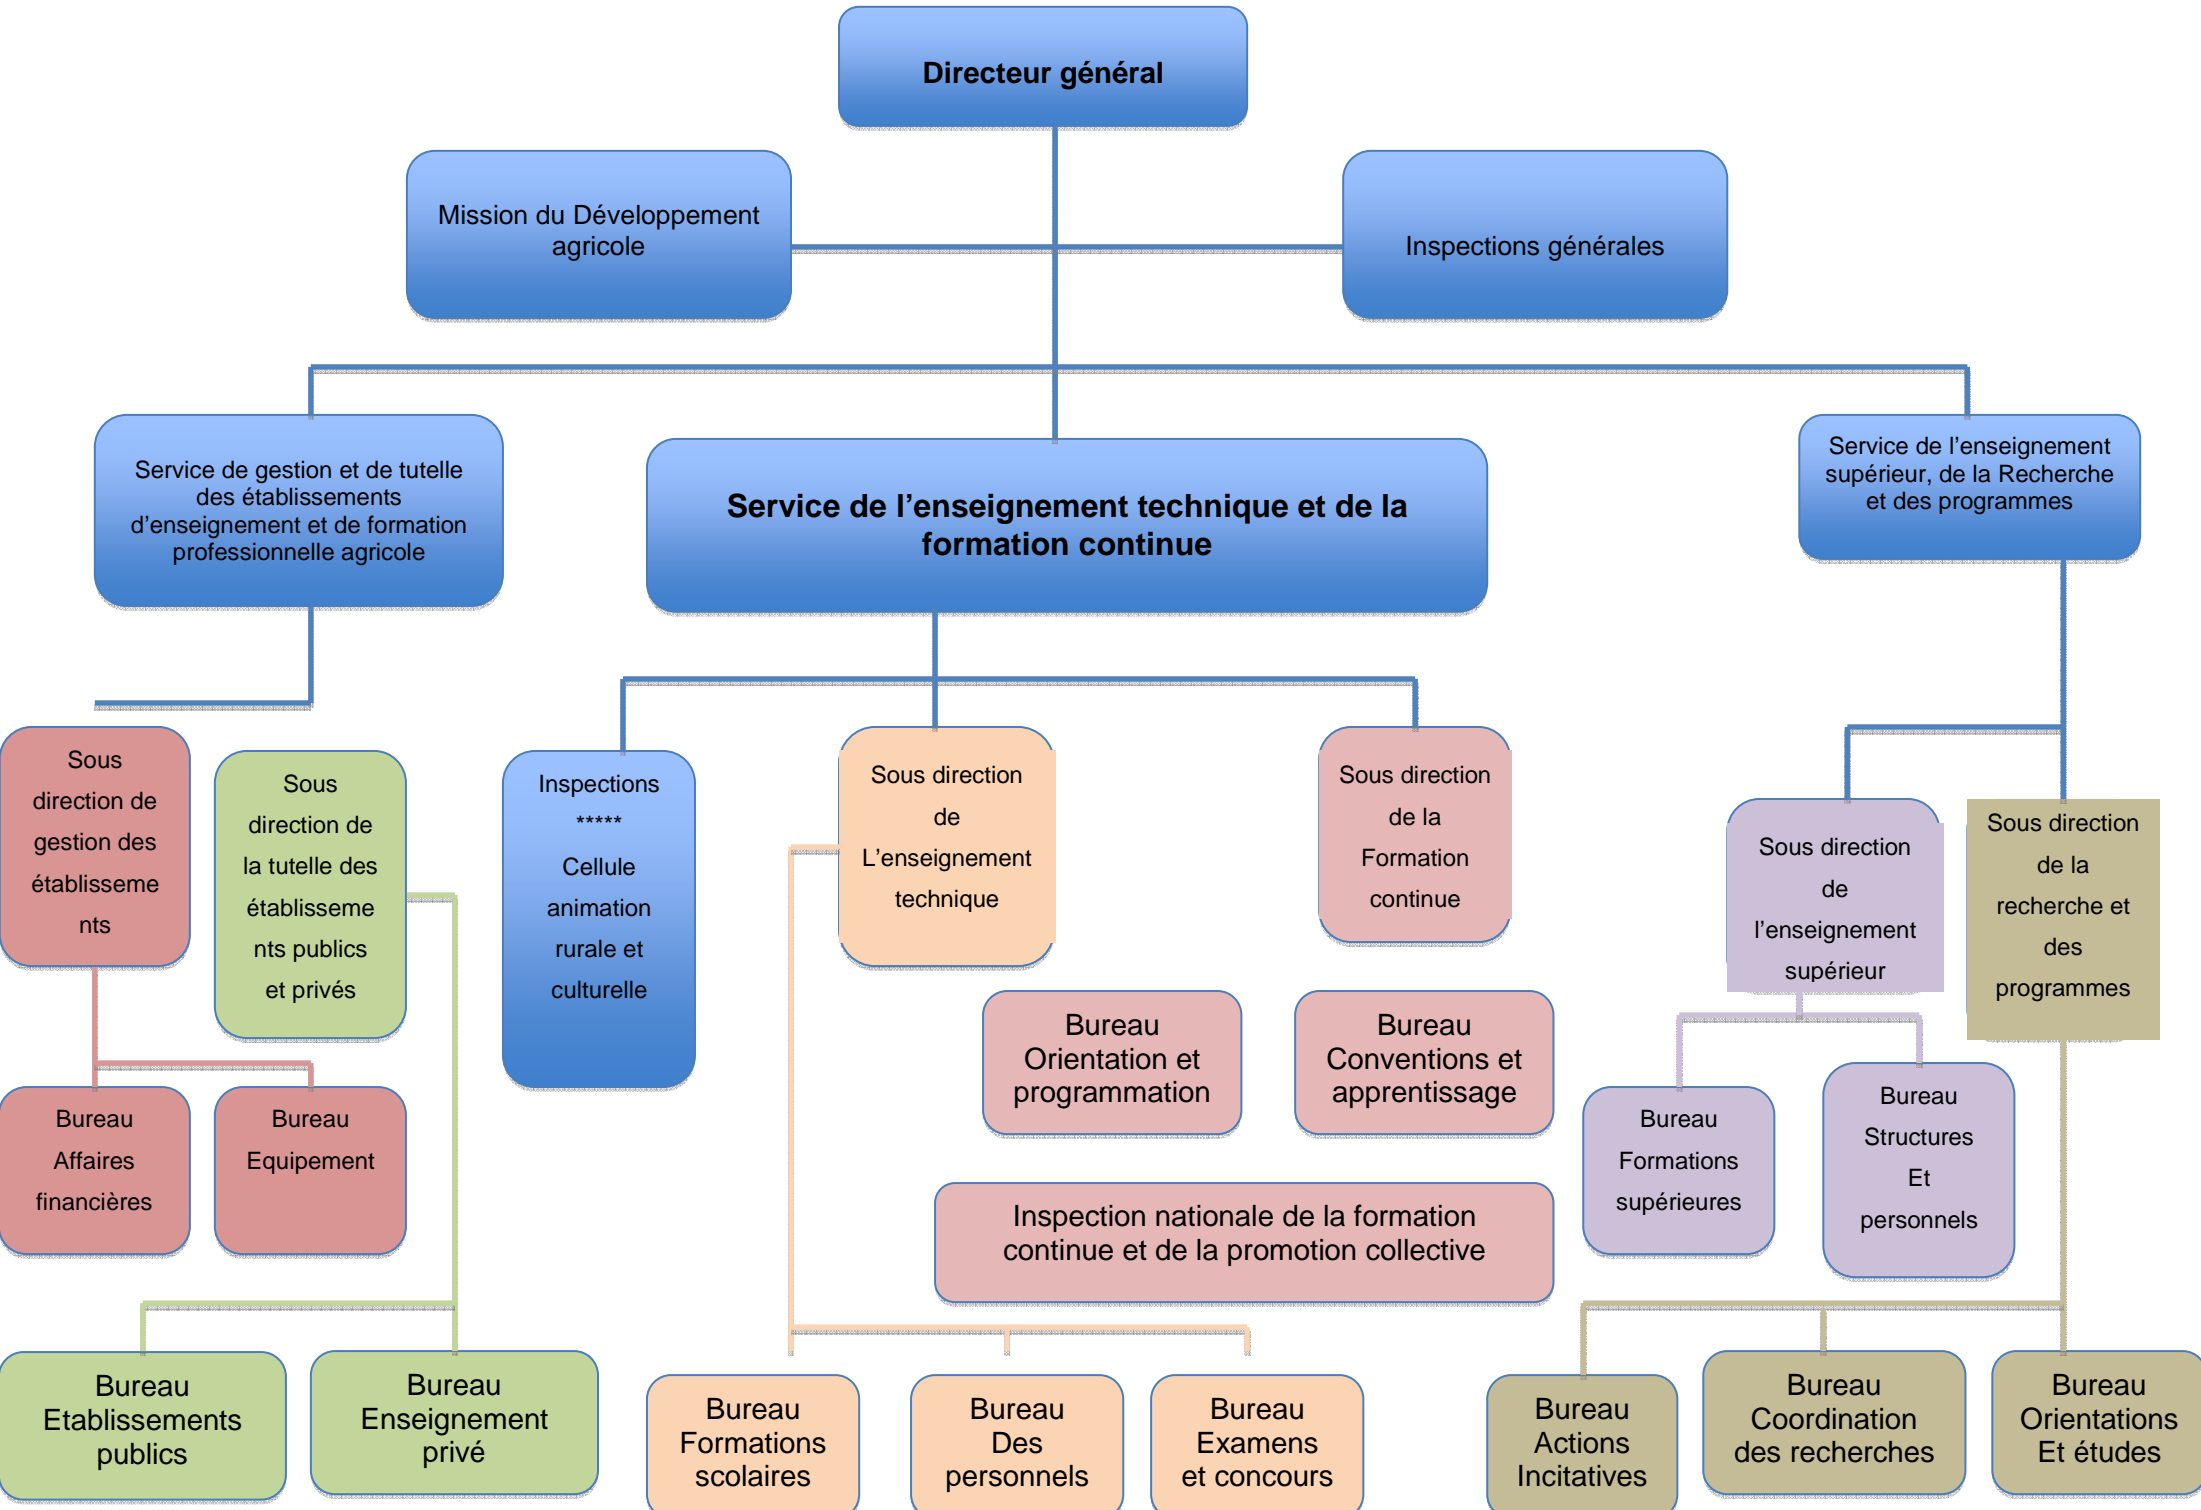 Directeur général
Mission du Développement
agricole
Inspections générales
Service de gestion et de tutelle
des établissements
d’enseignement et de formation
professionnelle agricole
Service de l’enseignement technique et de la
formation continue
Service de l’enseignement
supérieur, de la Recherche
et des programmes
Sous
direction de
gestion des
établisseme
nts
Sous
direction de
la tutelle des
établisseme
nts publics
et privés
Inspections
*****
Cellule
animation
rurale et
culturelle
Sous direction
de
L’enseignement
technique
Sous direction
de la
Formation
continue
Sous direction
de
l’enseignement
supérieur
Sous direction
de la
recherche et
des
programmes
Bureau
Orientation et
programmation
Bureau
Conventions et
apprentissage
Bureau
Affaires
financières
Bureau
Equipement
Bureau
Formations
supérieures
Bureau
Structures
Et
personnels
Inspection nationale de la formation
continue et de la promotion collective
Bureau
Etablissements
publics
Bureau
Enseignement
privé
Bureau
Formations
scolaires
Bureau
Des
personnels
Bureau
Examens
et concours
Bureau
Actions
Incitatives
Bureau
Coordination
des recherches
Bureau
Orientations
Et études